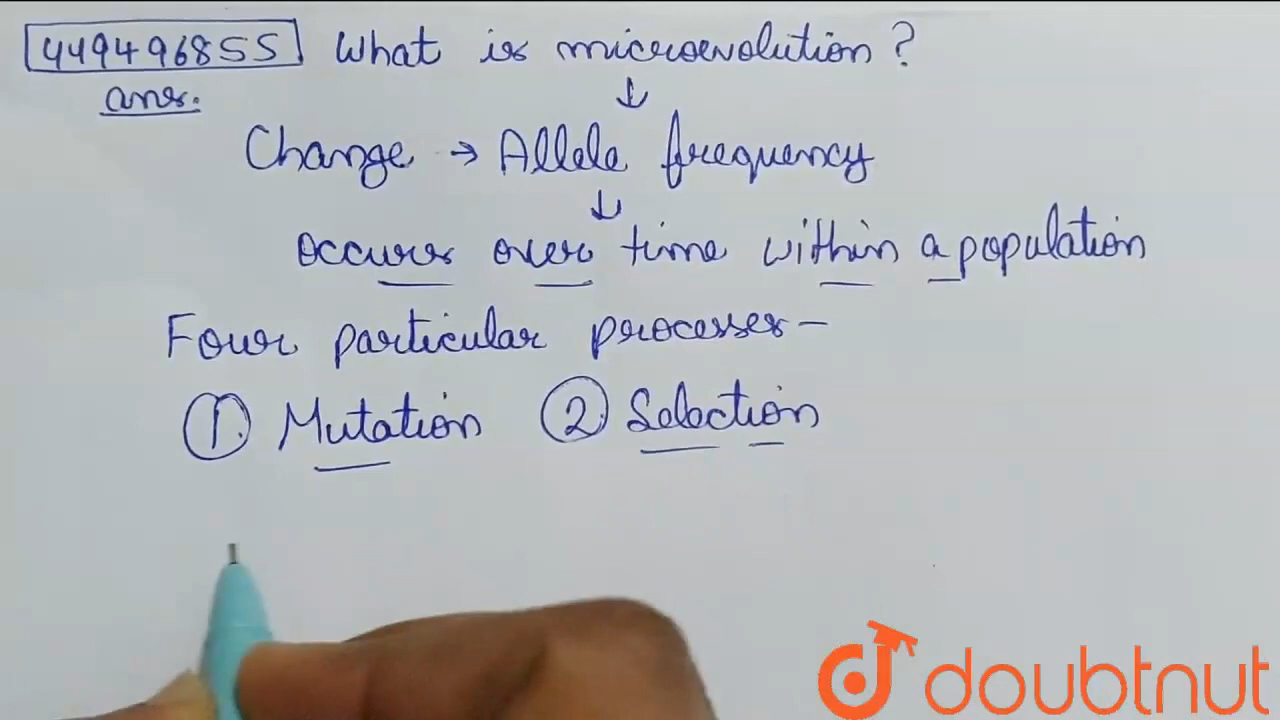 449496855 What is microevolution?
ans.
↓
Change → Allele frequency
↓
occurs over time within a population
Four particular processes –
1. Mutation 2. Selection
doubtnut